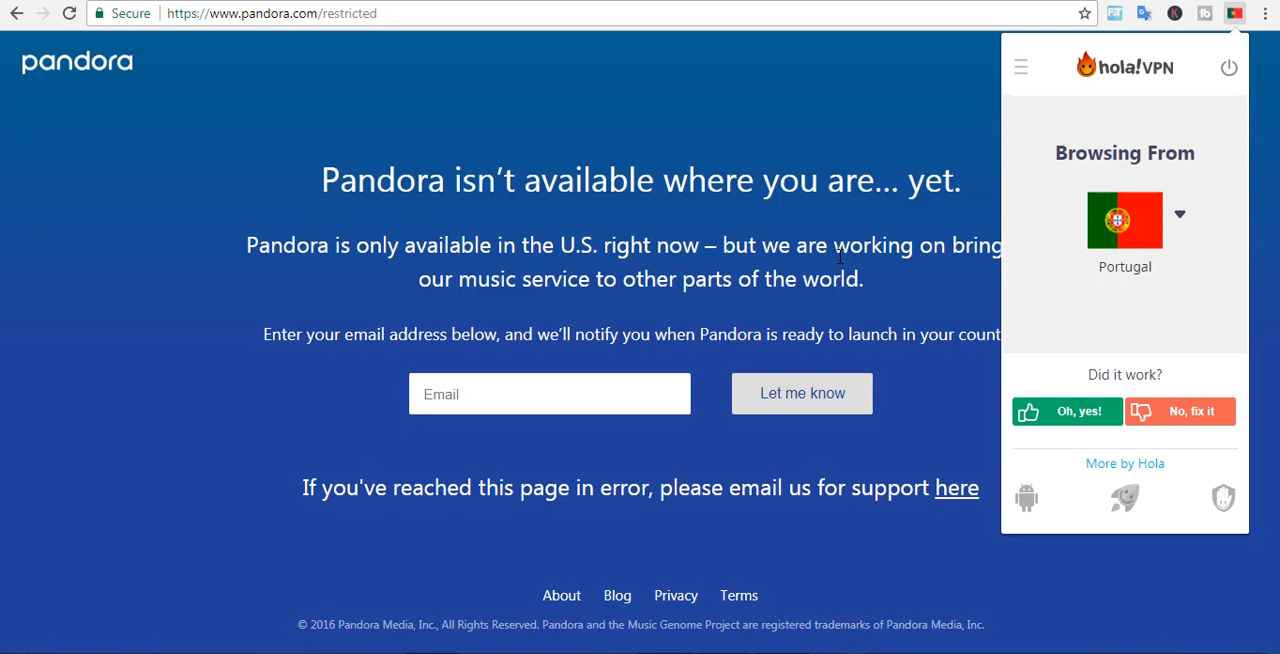 Secure https://www.pandora.com/restricted
pandora
Pandora isn't available where you are... yet.
Pandora is only available in the U.S. right now – but we are working on bring
our music service to other parts of the world.
Enter your email address below, and we'll notify you when Pandora is ready to launch in your count
Email
Let me know
If you've reached this page in error, please email us for support here
About Blog Privacy Terms
© 2016 Pandora Media, Inc., All Rights Reserved. Pandora and the Music Genome Project are registered trademarks of Pandora Media, Inc.
hola!VPN
Browsing From
Portugal
Did it work?
Oh, yes! No, fix it
More by Hola